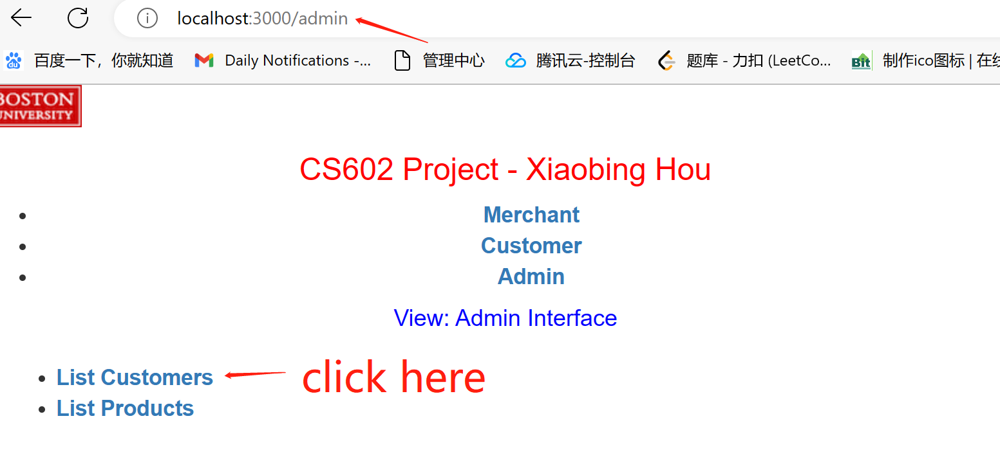 localhost:3000/admin
百度一下，你就知道 Daily Notifications -... 管理中心 腾讯云-控制台 题库 - 力扣 (LeetCo... Bit 制作ico图标 | 在线
BOSTON
UNIVERSITY
CS602 Project - Xiaobing Hou
Merchant
Customer
Admin
View: Admin Interface
List Customers click here
List Products